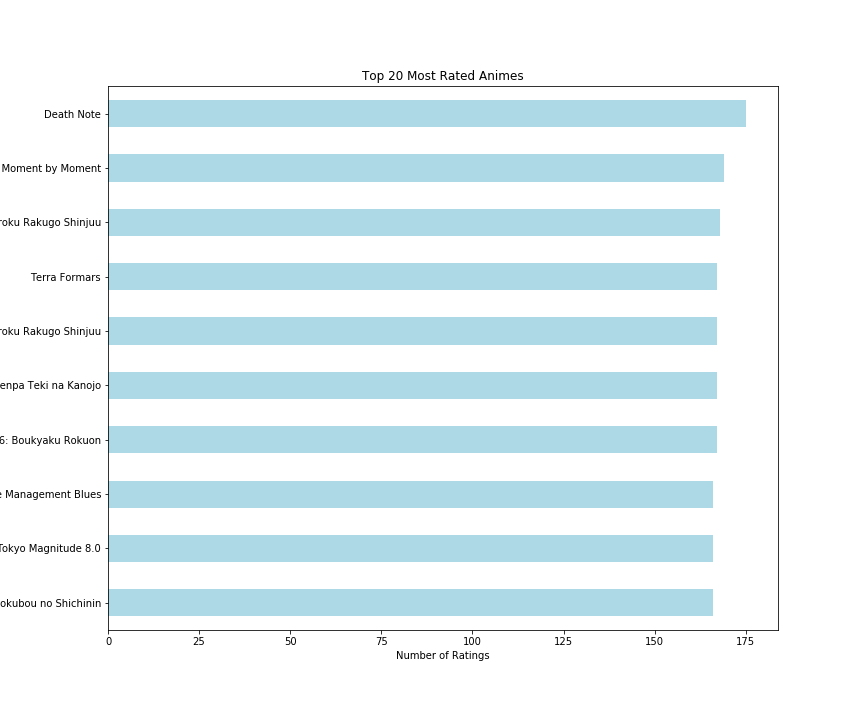 Top 20 Most Rated Animes
Death Note
Moment by Moment
roku Rakugo Shinjuu
Terra Formars
roku Rakugo Shinjuu
enpa Teki na Kanojo
6: Boukyaku Rokuon
e Management Blues
Tokyo Magnitude 8.0
okubou no Shichinin
0 25 50 75 100 125 150 175
Number of Ratings